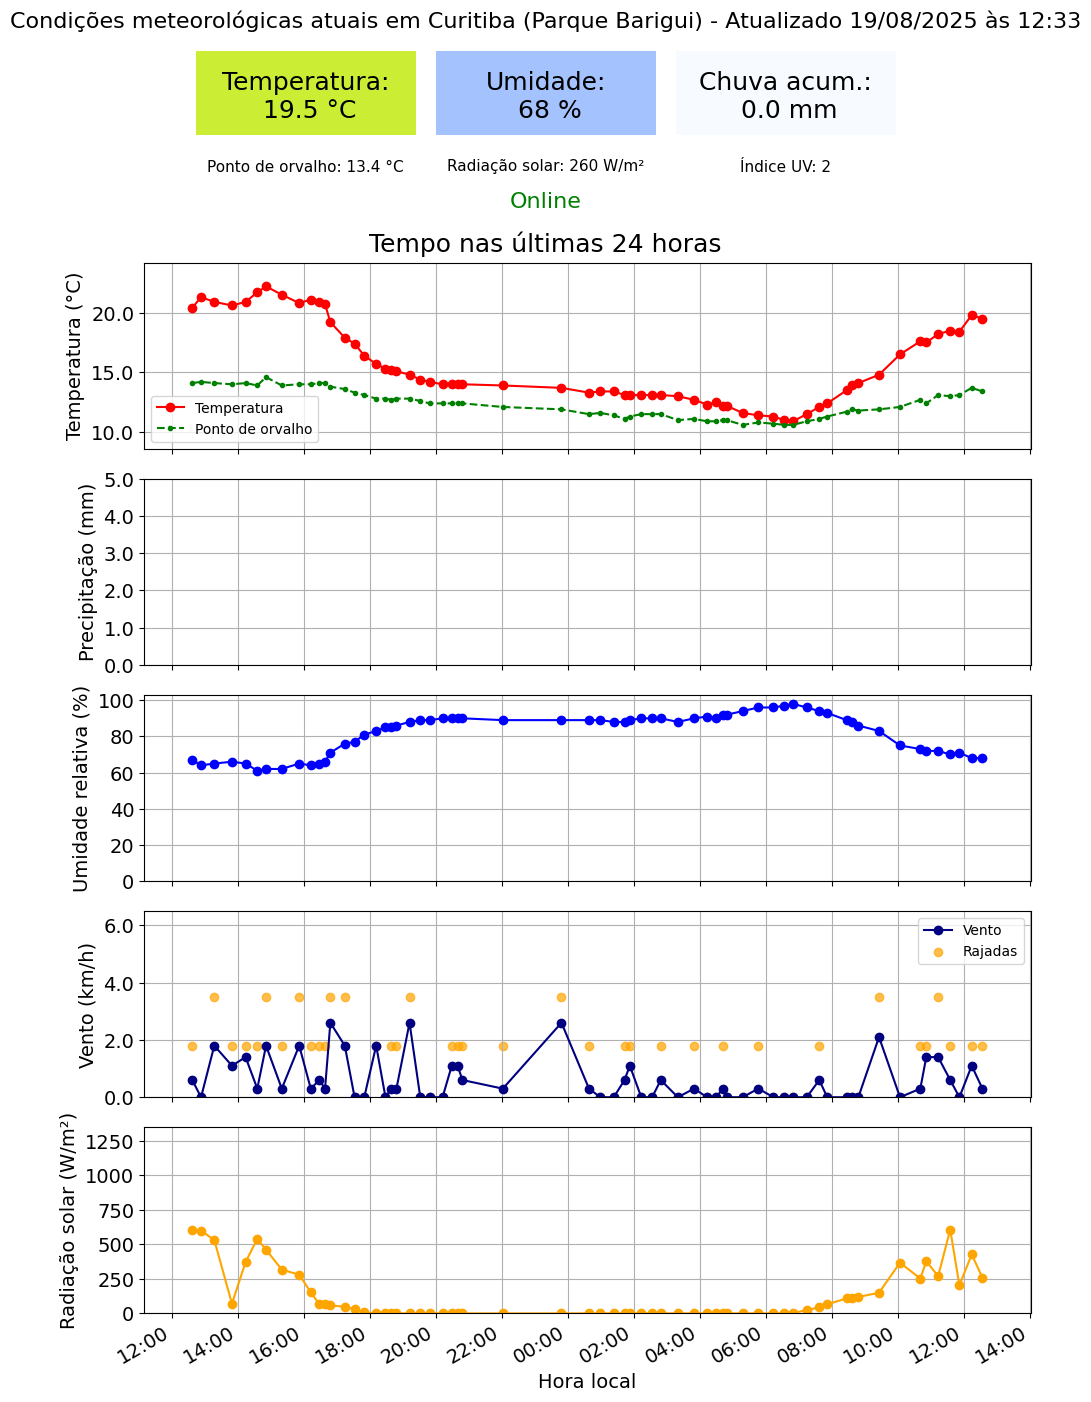 Condições meteorológicas atuais em Curitiba (Parque Barigui) - Atualizado 19/08/2025 às 12:33
Temperatura:
19.5 °C
Umidade:
68 %
Chuva acum.:
0.0 mm
Ponto de orvalho: 13.4 °C
Radiação solar: 260 W/m²
Índice UV: 2
Online
Tempo nas últimas 24 horas
Temperatura (°C)
20.0
15.0
10.0
Temperatura
Ponto de orvalho
Precipitação (mm)
5.0
4.0
3.0
2.0
1.0
0.0
Umidade relativa (%)
100
80
60
40
20
0
Vento (km/h)
6.0
4.0
2.0
0.0
Vento
Rajadas
Radiação solar (W/m²)
1250
1000
750
500
250
0
12:00
14:00
16:00
18:00
20:00
22:00
00:00
02:00
04:00
06:00
08:00
10:00
12:00
14:00
Hora local